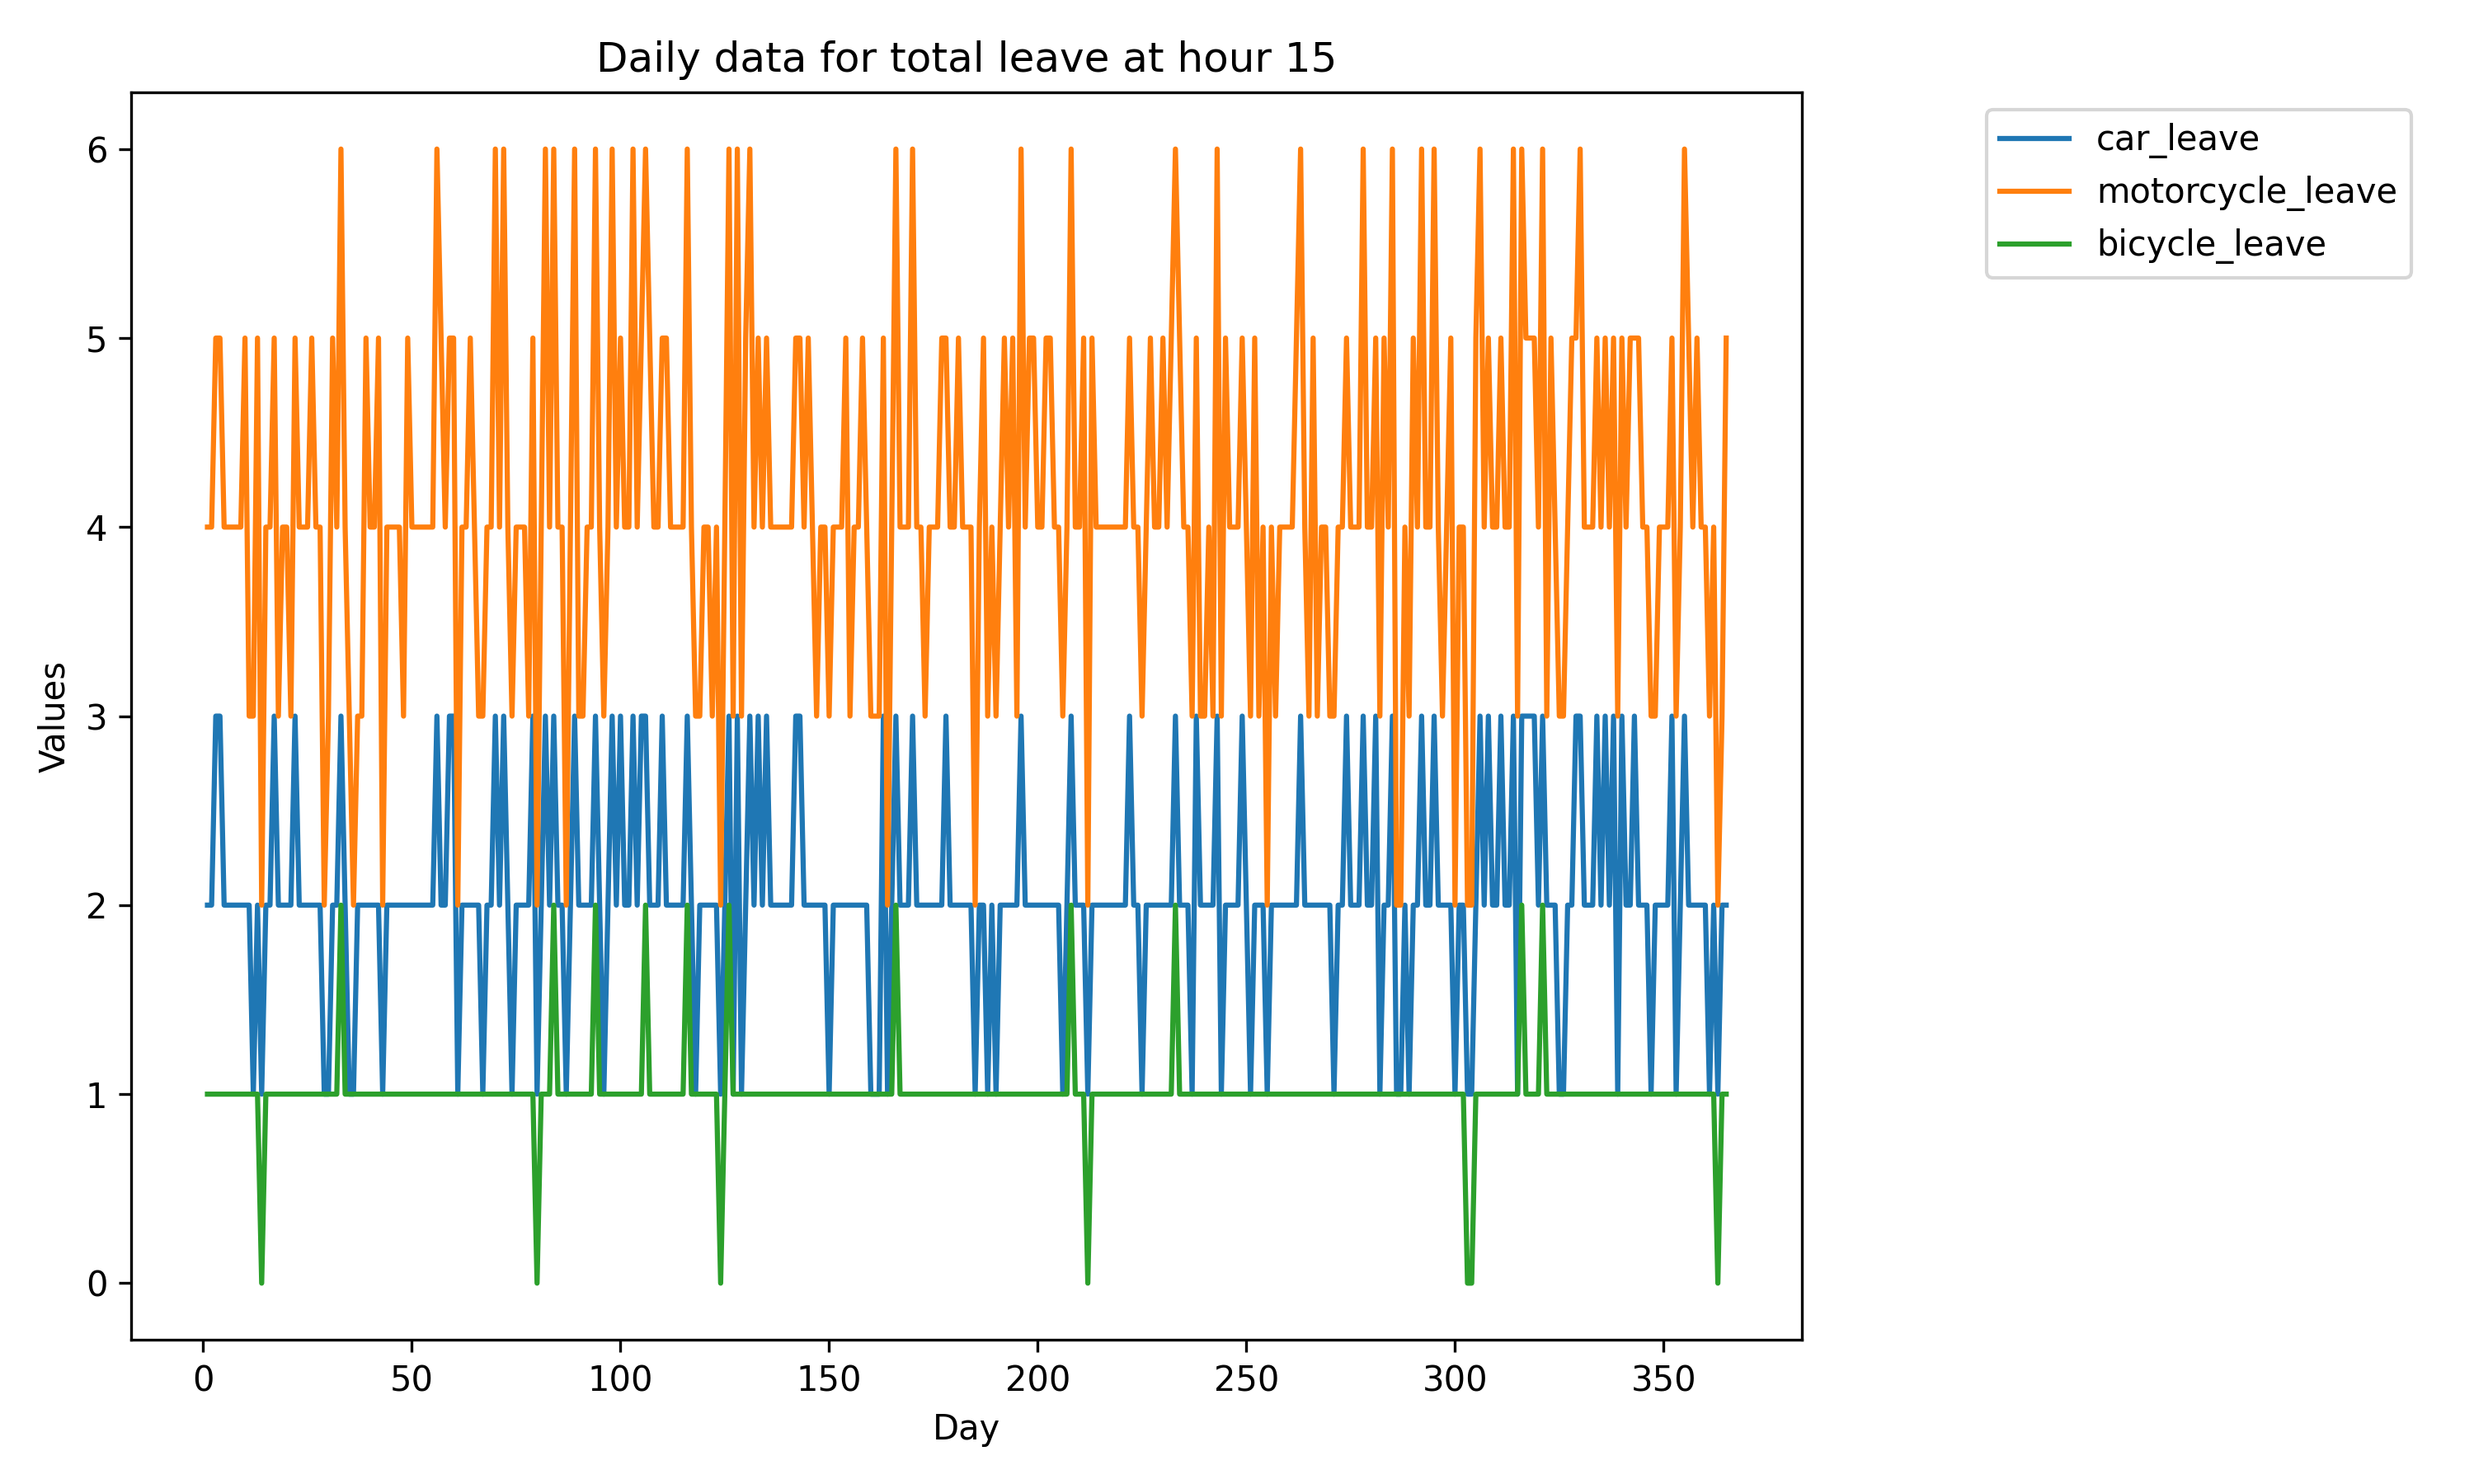 Daily data for total leave at hour 15
car_leave
motorcycle_leave
bicycle_leave
Values
6
5
4
3
2
1
0
0 50 100 150 200 250 300 350
Day